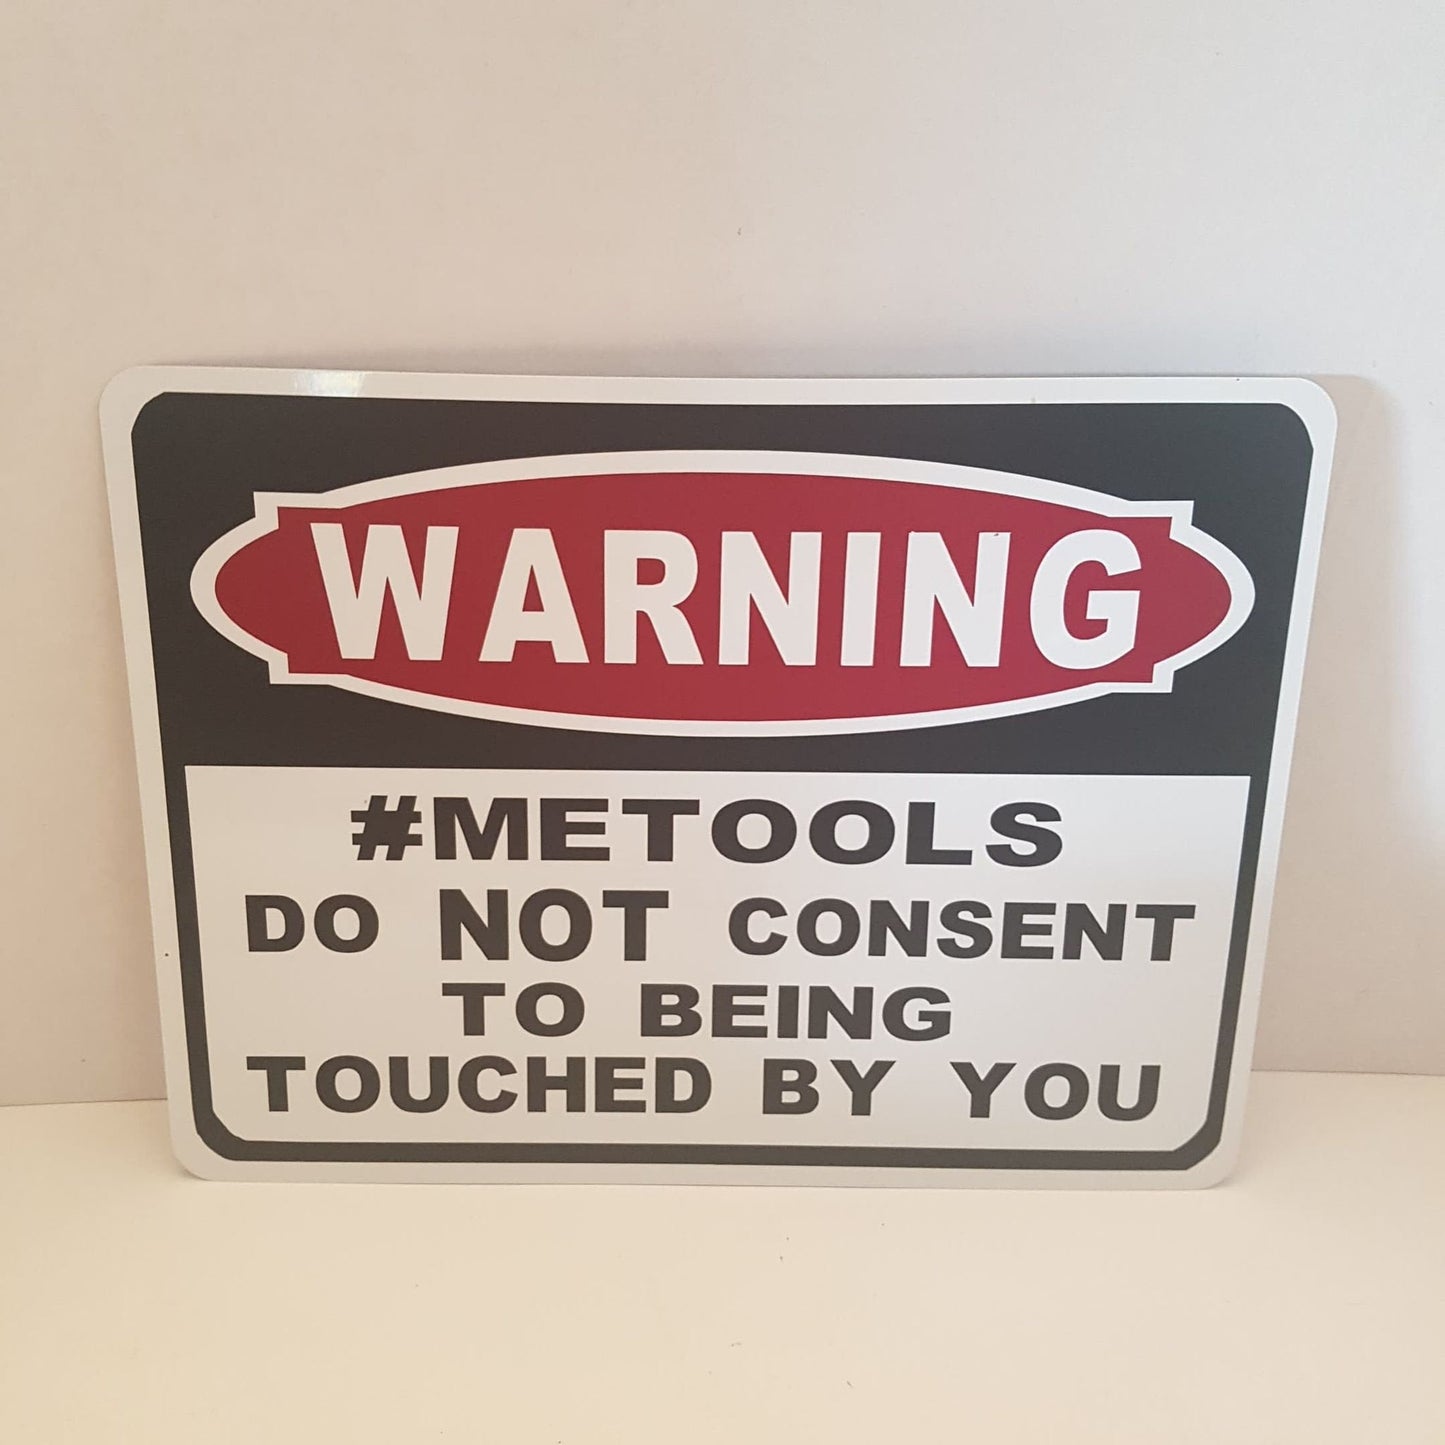 WARNING
#METOOLS
DO NOT CONSENT
TO BEING
TOUCHED BY YOU